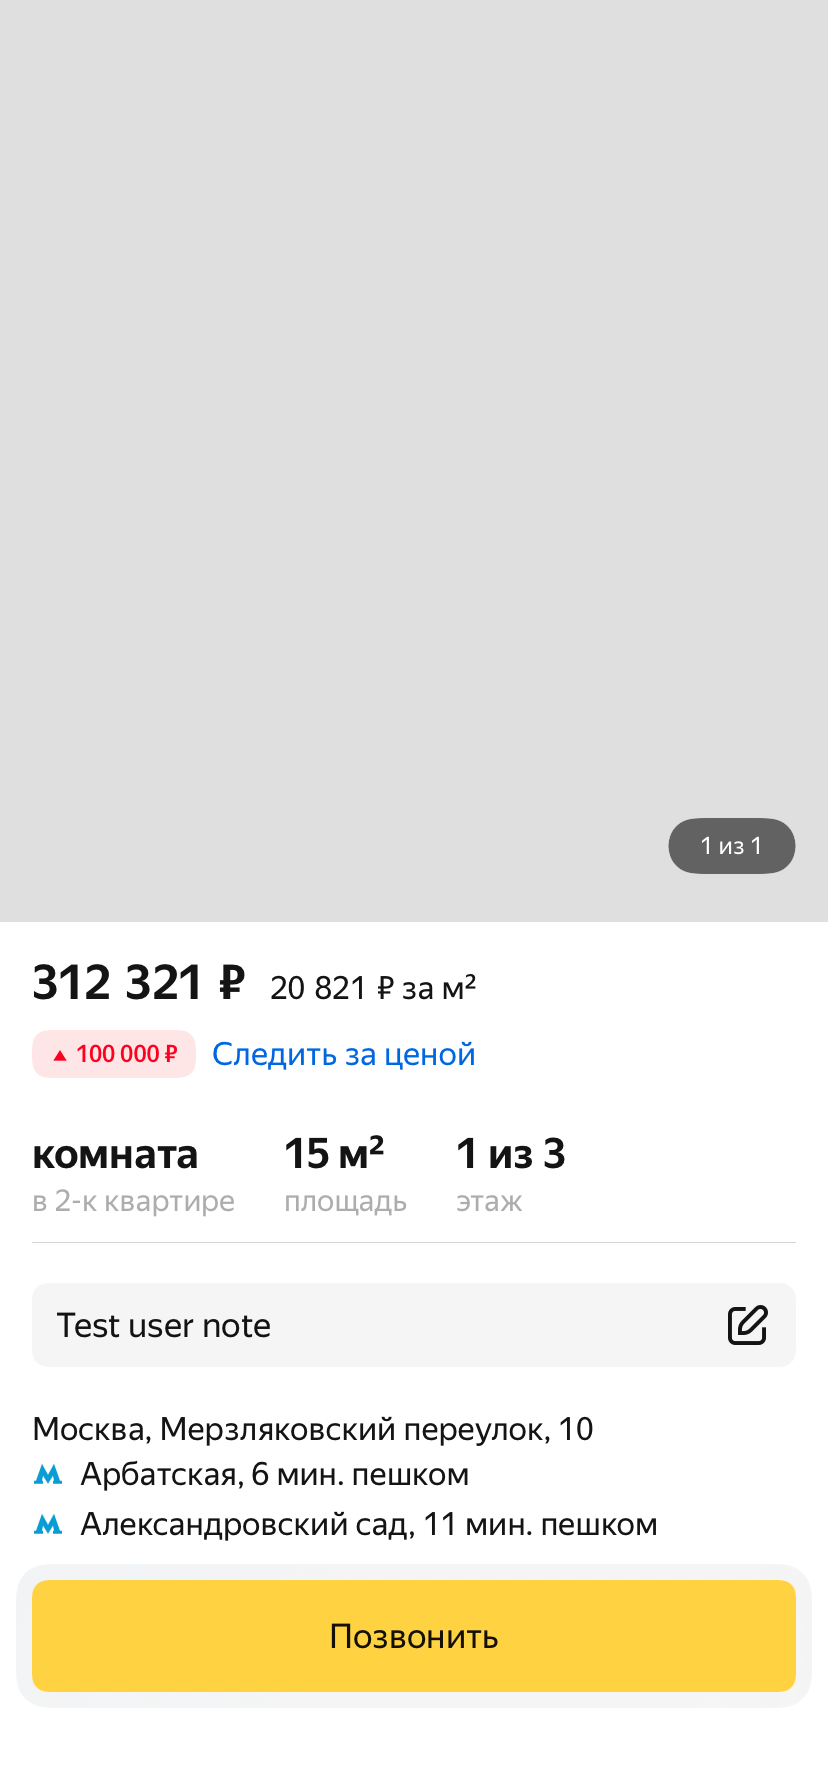 1 из 1
312 321 ₽ 20 821 ₽ за м²
▲ 100 000 ₽ Следить за ценой
комната 15 м² 1 из 3
в 2-к квартире площадь этаж
Test user note
Москва, Мерзляковский переулок, 10
Арбатская, 6 мин. пешком
Александровский сад, 11 мин. пешком
Позвонить